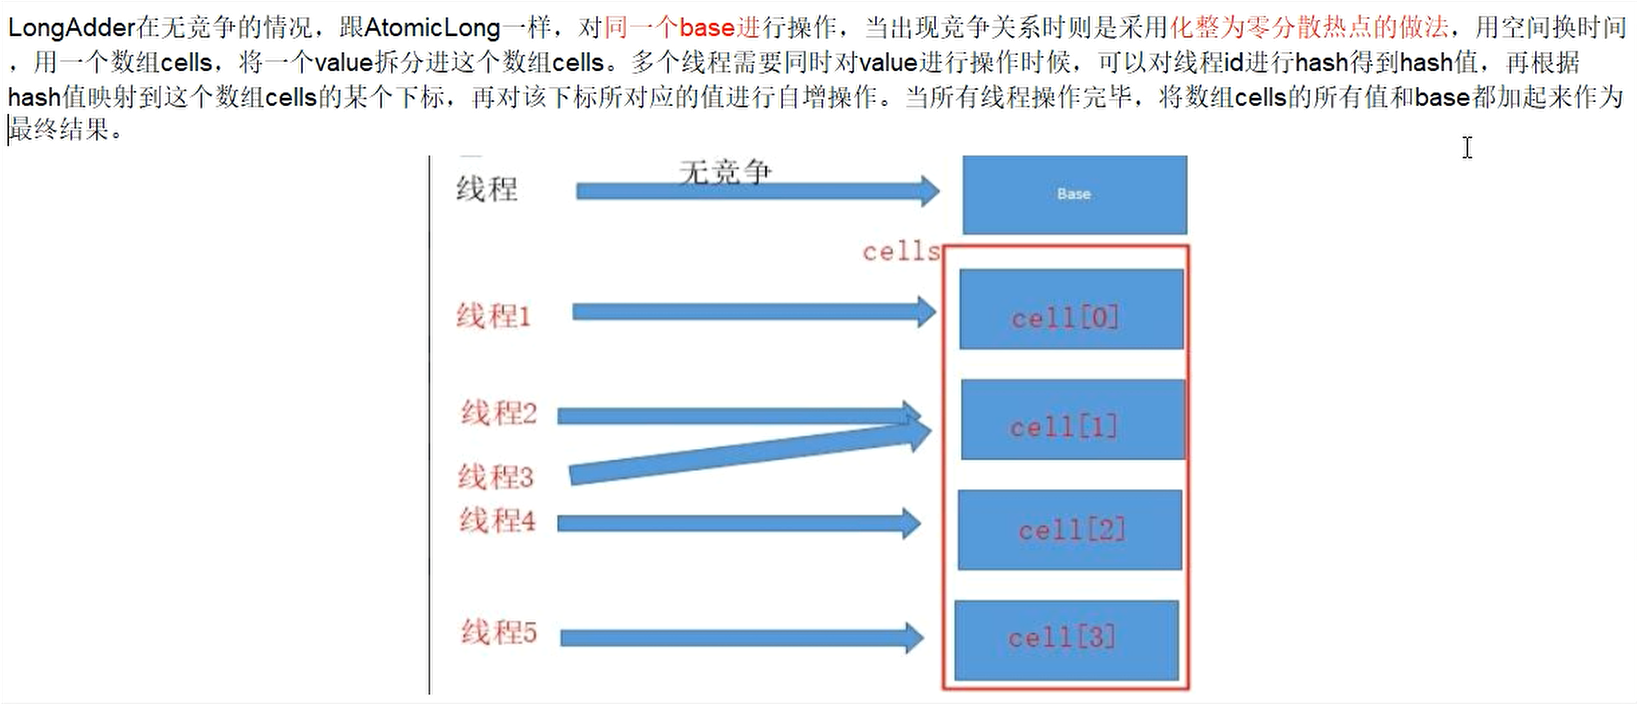 LongAdder在无竞争的情况，跟AtomicLong一样，对同一个base进行操作，当出现竞争关系时则是采用化整为零分散热点的做法，用空间换时间
，用一个数组cells，将一个value拆分进这个数组cells。多个线程需要同时对value进行操作时候，可以对线程id进行hash得到hash值，再根据
hash值映射到这个数组cells的某个下标，再对该下标所对应的值进行自增操作。当所有线程操作完毕，将数组cells的所有值和base都加起来作为
最终结果。
线程
无竞争
Base
cells
线程1
cell[0]
线程2
cell[1]
线程3
线程4
cell[2]
线程5
cell[3]